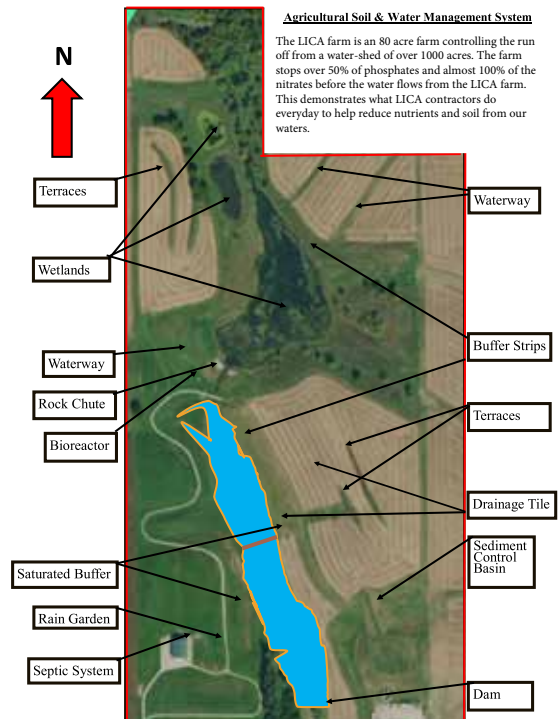 Agricultural Soil & Water Management System
The LICA farm is an 80 acre farm controlling the run
off from a water-shed of over 1000 acres. The farm
stops over 50% of phosphates and almost 100% of the
nitrates before the water flows from the LICA farm.
This demonstrates what LICA contractors do
everyday to help reduce nutrients and soil from our
waters.
N
Terraces
Wetlands
Waterway
Rock Chute
Bioreactor
Saturated Buffer
Rain Garden
Septic System
Waterway
Buffer Strips
Terraces
Drainage Tile
Sediment
Control
Basin
Dam